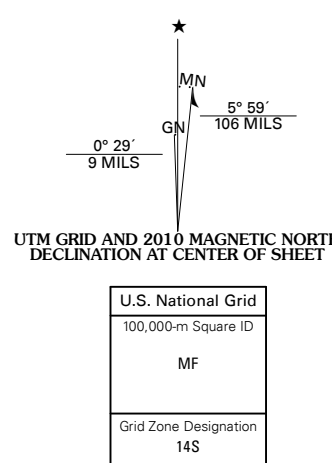 ★
MN
GN
5° 59´
106 MILS
0° 29´
9 MILS
UTM GRID AND 2010 MAGNETIC NORTH
DECLINATION AT CENTER OF SHEET
U.S. National Grid
100,000-m Square ID
MF
Grid Zone Designation
14S